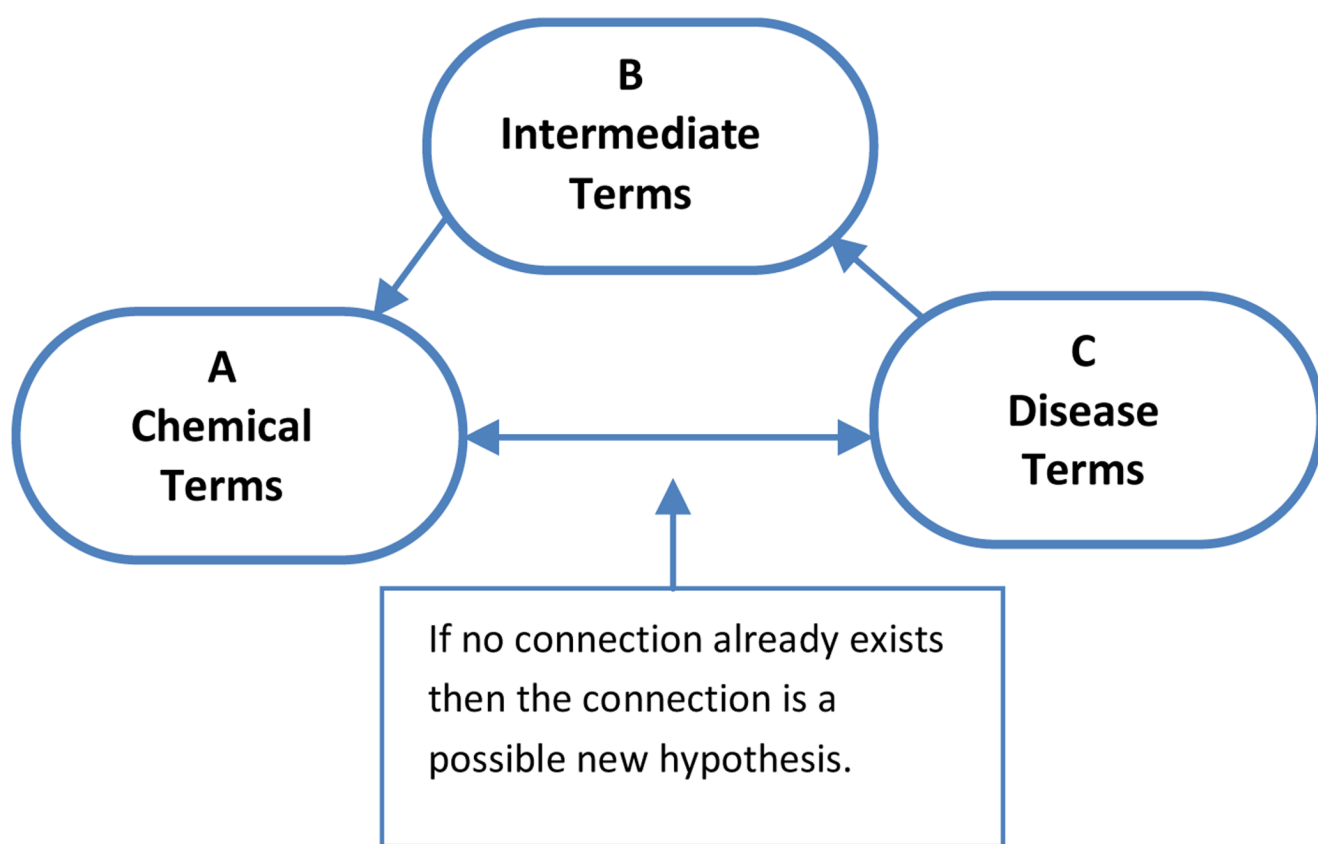 B
Intermediate
Terms
A
Chemical
Terms
C
Disease
Terms
If no connection already exists
then the connection is a
possible new hypothesis.